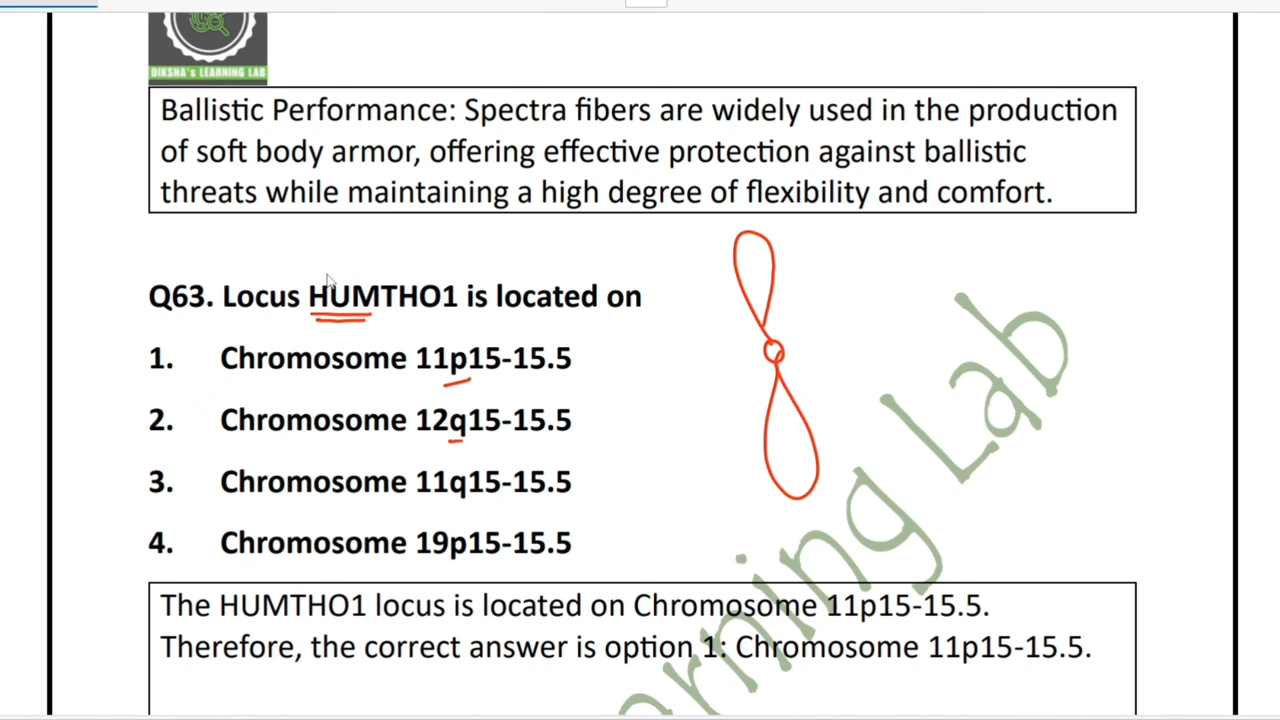 DIKSHA's LEARNING LAB
Ballistic Performance: Spectra fibers are widely used in the production
of soft body armor, offering effective protection against ballistic
threats while maintaining a high degree of flexibility and comfort.
Q63. Locus HUMTHO1 is located on
1. Chromosome 11p15-15.5
2. Chromosome 12q15-15.5
3. Chromosome 11q15-15.5
4. Chromosome 19p15-15.5
The HUMTHO1 locus is located on Chromosome 11p15-15.5.
Therefore, the correct answer is option 1: Chromosome 11p15-15.5.
arning Lab